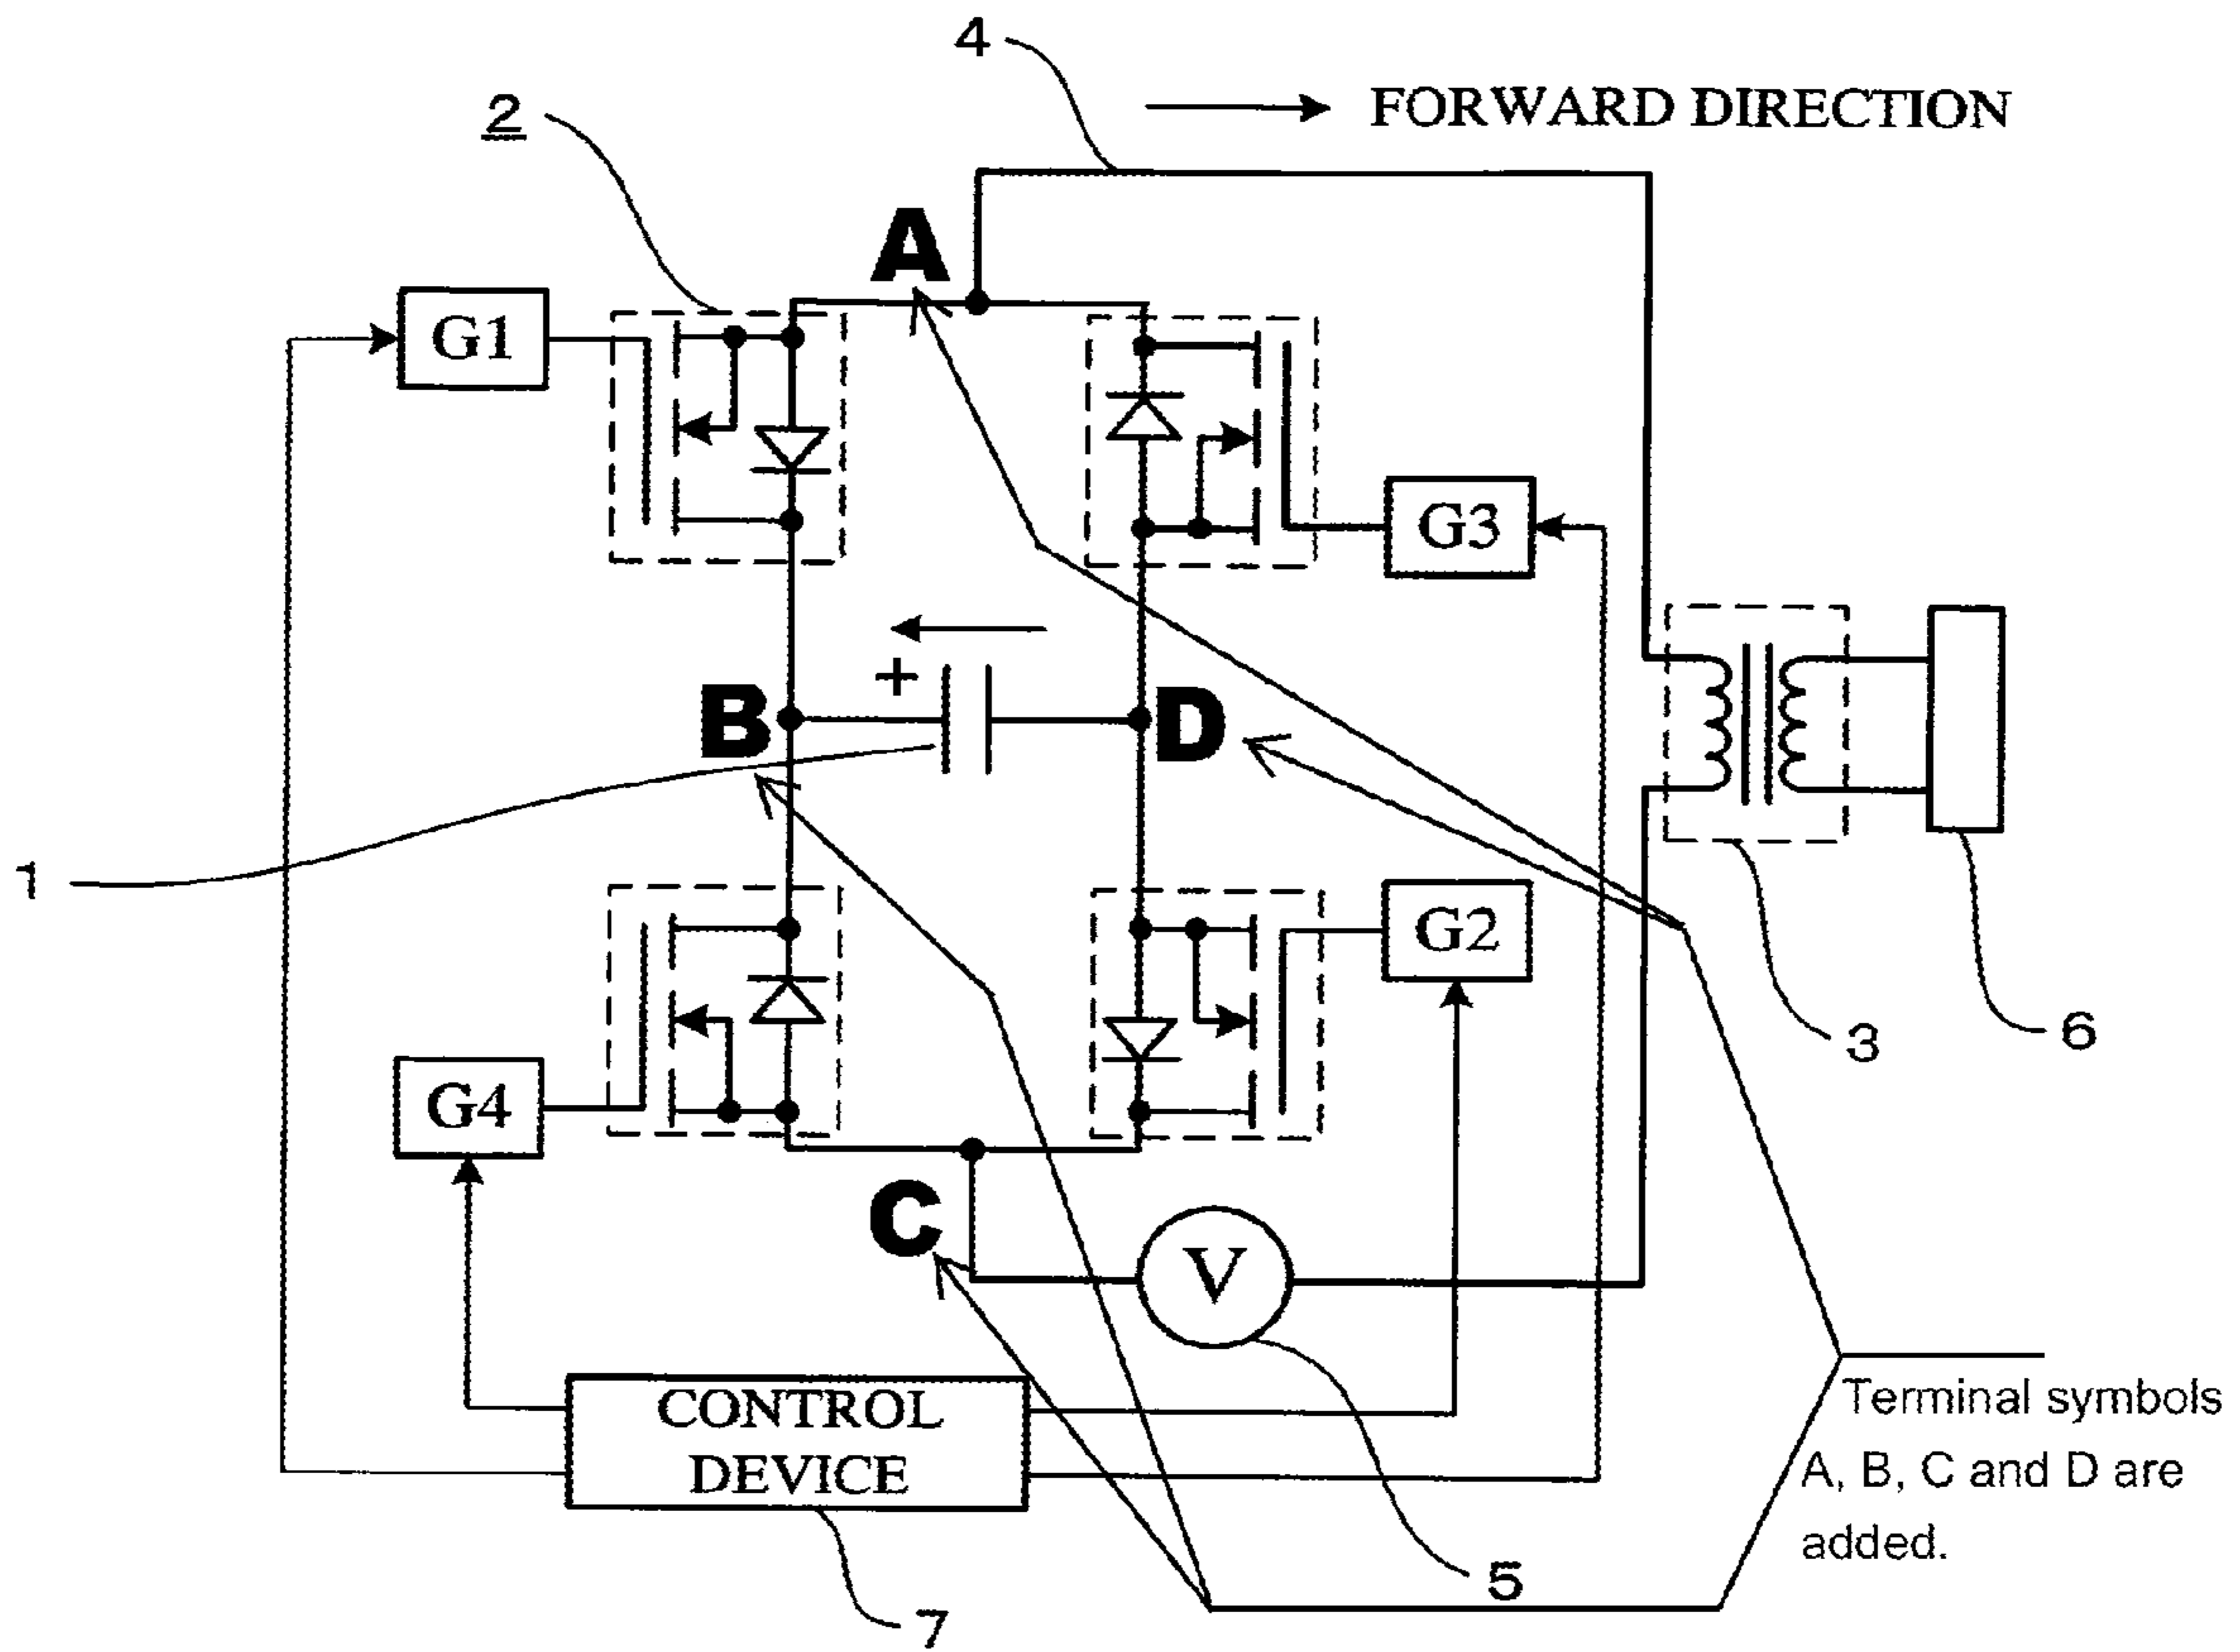 4
FORWARD DIRECTION
2
A
G1
G3
+
B
D
1
G2
3
6
G4
C
V
CONTROL
DEVICE
Terminal symbols
A, B, C and D are
added.
5
7